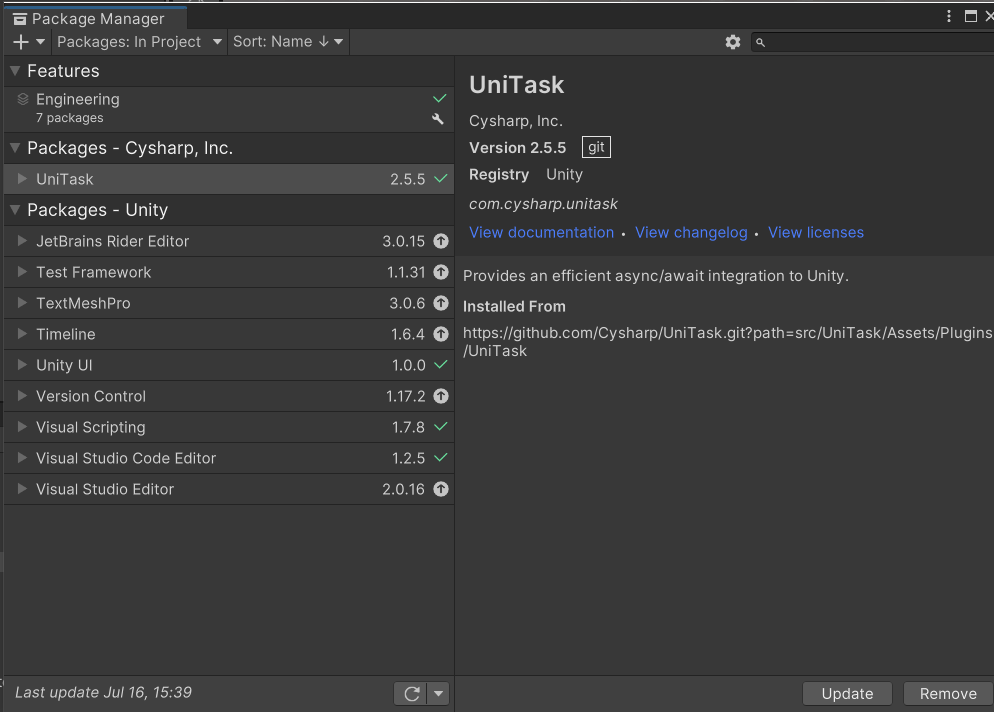 Package Manager
Packages: In Project
Sort: Name ↓
Features
Engineering
7 packages
Packages - Cysharp, Inc.
UniTask 2.5.5
Packages - Unity
JetBrains Rider Editor 3.0.15
Test Framework 1.1.31
TextMeshPro 3.0.6
Timeline 1.6.4
Unity UI 1.0.0
Version Control 1.17.2
Visual Scripting 1.7.8
Visual Studio Code Editor 1.2.5
Visual Studio Editor 2.0.16
Last update Jul 16, 15:39
UniTask
Cysharp, Inc.
Version 2.5.5 git
Registry Unity
com.cysharp.unitask
View documentation • View changelog • View licenses
Provides an efficient async/await integration to Unity.
Installed From
https://github.com/Cysharp/UniTask.git?path=src/UniTask/Assets/Plugins
/UniTask
Update Remove